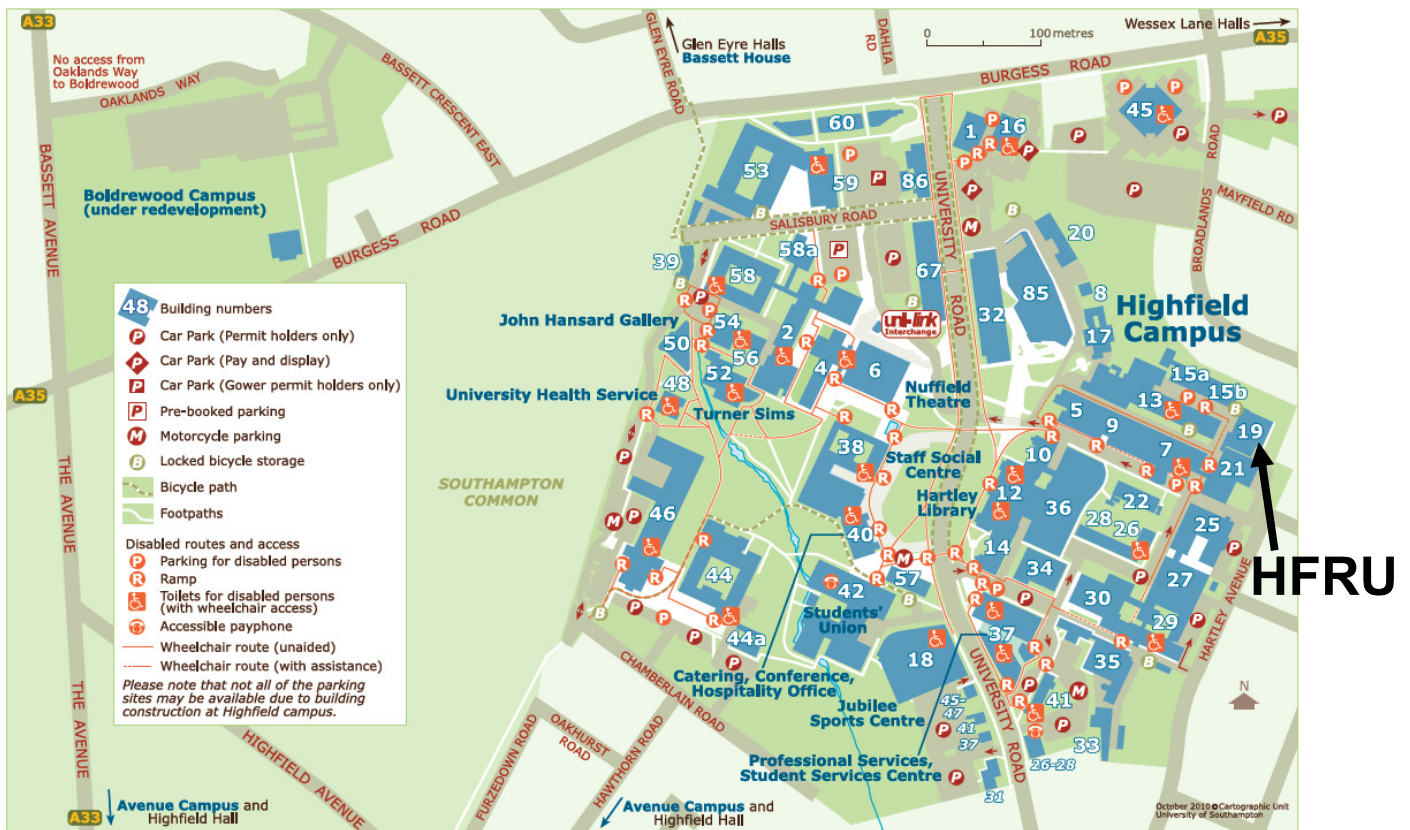 A33
No access from
Oaklands Way
to Boldrewood
OAKLANDS WAY
BASSETT CRESCENT EAST
GLEN EYRE ROAD
Glen Eyre Halls
Bassett House
DAHLIA
RD
0 100 metres
Wessex Lane Halls
A35
BURGESS ROAD
BASSETT AVENUE
Boldrewood Campus
(under redevelopment)
BURGESS ROAD
60
1
16
45
53
59
86
UNIVERSITY
ROAD
BROADLANDS
ROAD
MAYFIELD RD
SALISBURY ROAD
20
39
58a
58
67
85
32
8
17
Highfield
Campus
uni-link
Interchange
John Hansard Gallery
54
50
56
2
4
6
52
48
University Health Service
Turner Sims
Nuffield
Theatre
15a
15b
13
5
9
7
19
21
10
38
Staff Social
Centre
Hartley
Library
12
36
22
28
26
25
SOUTHAMPTON
COMMON
46
40
14
34
44
42
57
Students'
Union
30
27
HFRU
29
HARTLEY AVENUE
44a
18
37
35
Catering, Conference,
Hospitality Office
Jubilee
Sports Centre
45-
47
41
37
41
33
Professional Services,
Student Services Centre
UNIVERSITY ROAD
26-28
31
N
CHAMBERLAIN ROAD
OAKHURST
ROAD
FURZEDOWN ROAD
HAWTHORN ROAD
HIGHFIELD AVENUE
A35
THE AVENUE
THE AVENUE
A33
Avenue Campus and
Highfield Hall
Avenue Campus and
Highfield Hall
48 Building numbers
P Car Park (Permit holders only)
P Car Park (Pay and display)
P Car Park (Gower permit holders only)
P Pre-booked parking
M Motorcycle parking
B Locked bicycle storage
Bicycle path
Footpaths
Disabled routes and access
P Parking for disabled persons
R Ramp
Toilets for disabled persons
(with wheelchair access)
Accessible payphone
Wheelchair route (unaided)
Wheelchair route (with assistance)
Please note that not all of the parking
sites may be available due to building
construction at Highfield campus.
October 2010 © Cartographic Unit
University of Southampton